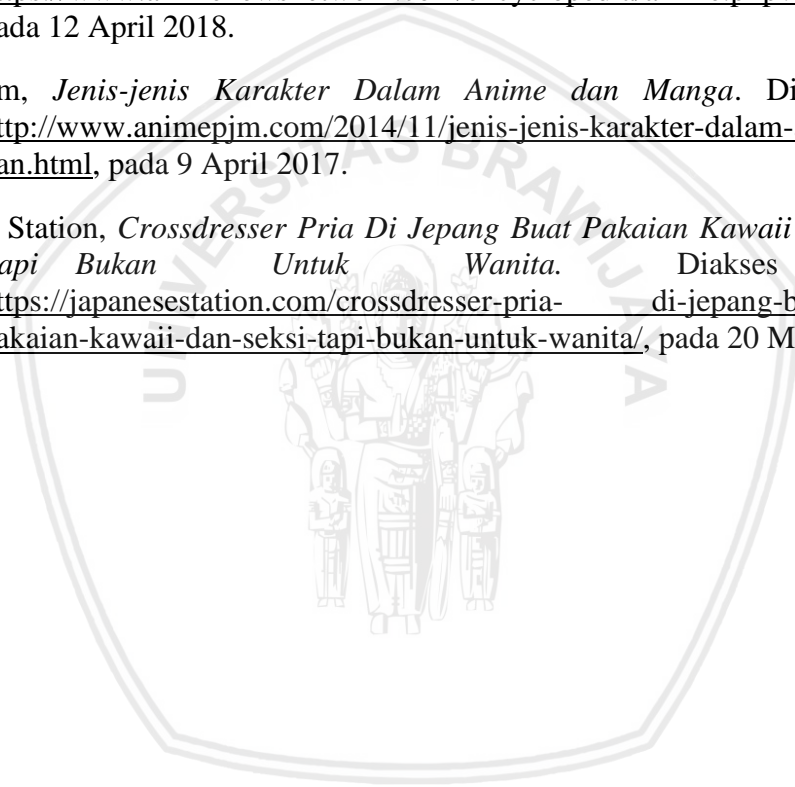 ada 12 April 2018.
m, Jenis-jenis Karakter Dalam Anime dan Manga. Di
ttp://www.animepjm.com/2014/11/jenis-jenis-karakter-dalam-
an.html, pada 9 April 2017.
Station, Crossdresser Pria Di Jepang Buat Pakaian Kawaii
api Bukan Untuk Wanita. Diakses
ttps://japanesestation.com/crossdresser-pria- di-jepang-b
akaian-kawaii-dan-seksi-tapi-bukan-untuk-wanita/, pada 20 M
UNIVERSITAS BRAWIJAYA